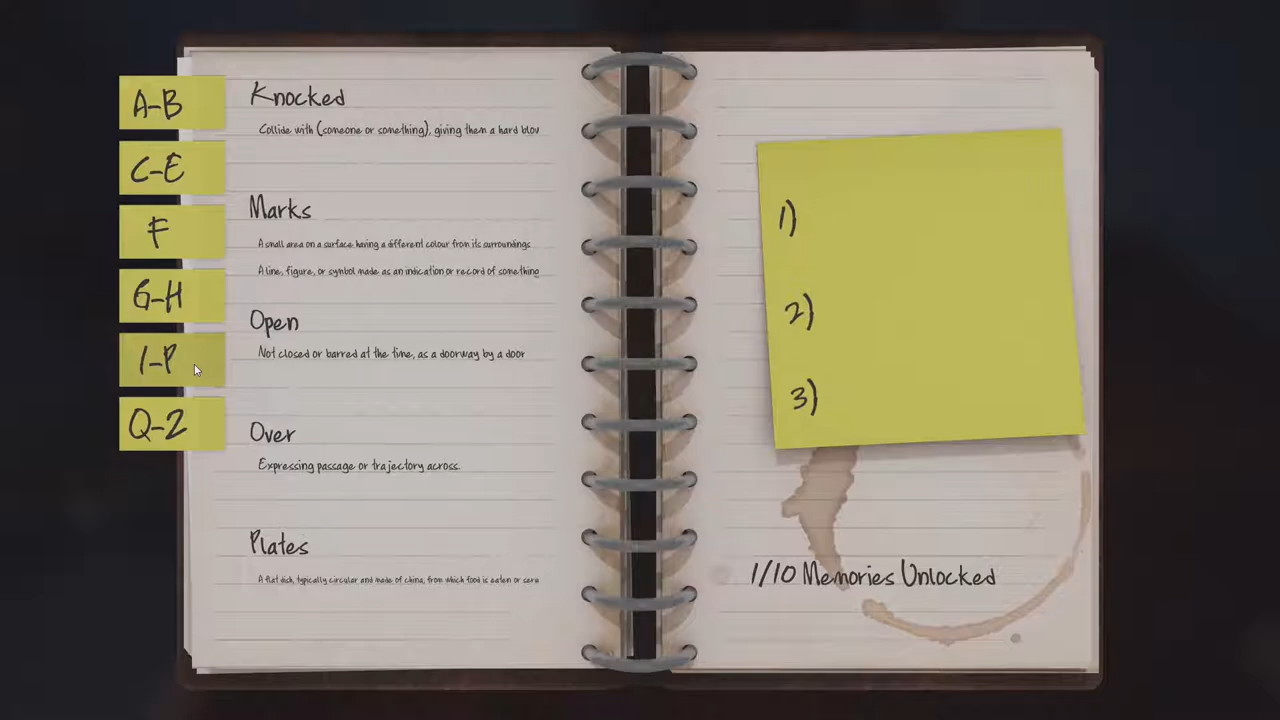 A-B
C-E
F
G-H
I-P
Q-Z
Knocked
Collide with (someone or something), giving them a hard blow
Marks
A small area on a surface having a different colour from its surroundings
A line, figure, or symbol made as an indication or record of something
Open
Not closed or barred at the time, as a doorway by a door
Over
Expressing passage or trajectory across.
Plates
A flat dish, typically circular and made of china, from which food is eaten or
1)
2)
3)
1/10 Memories Unlocked